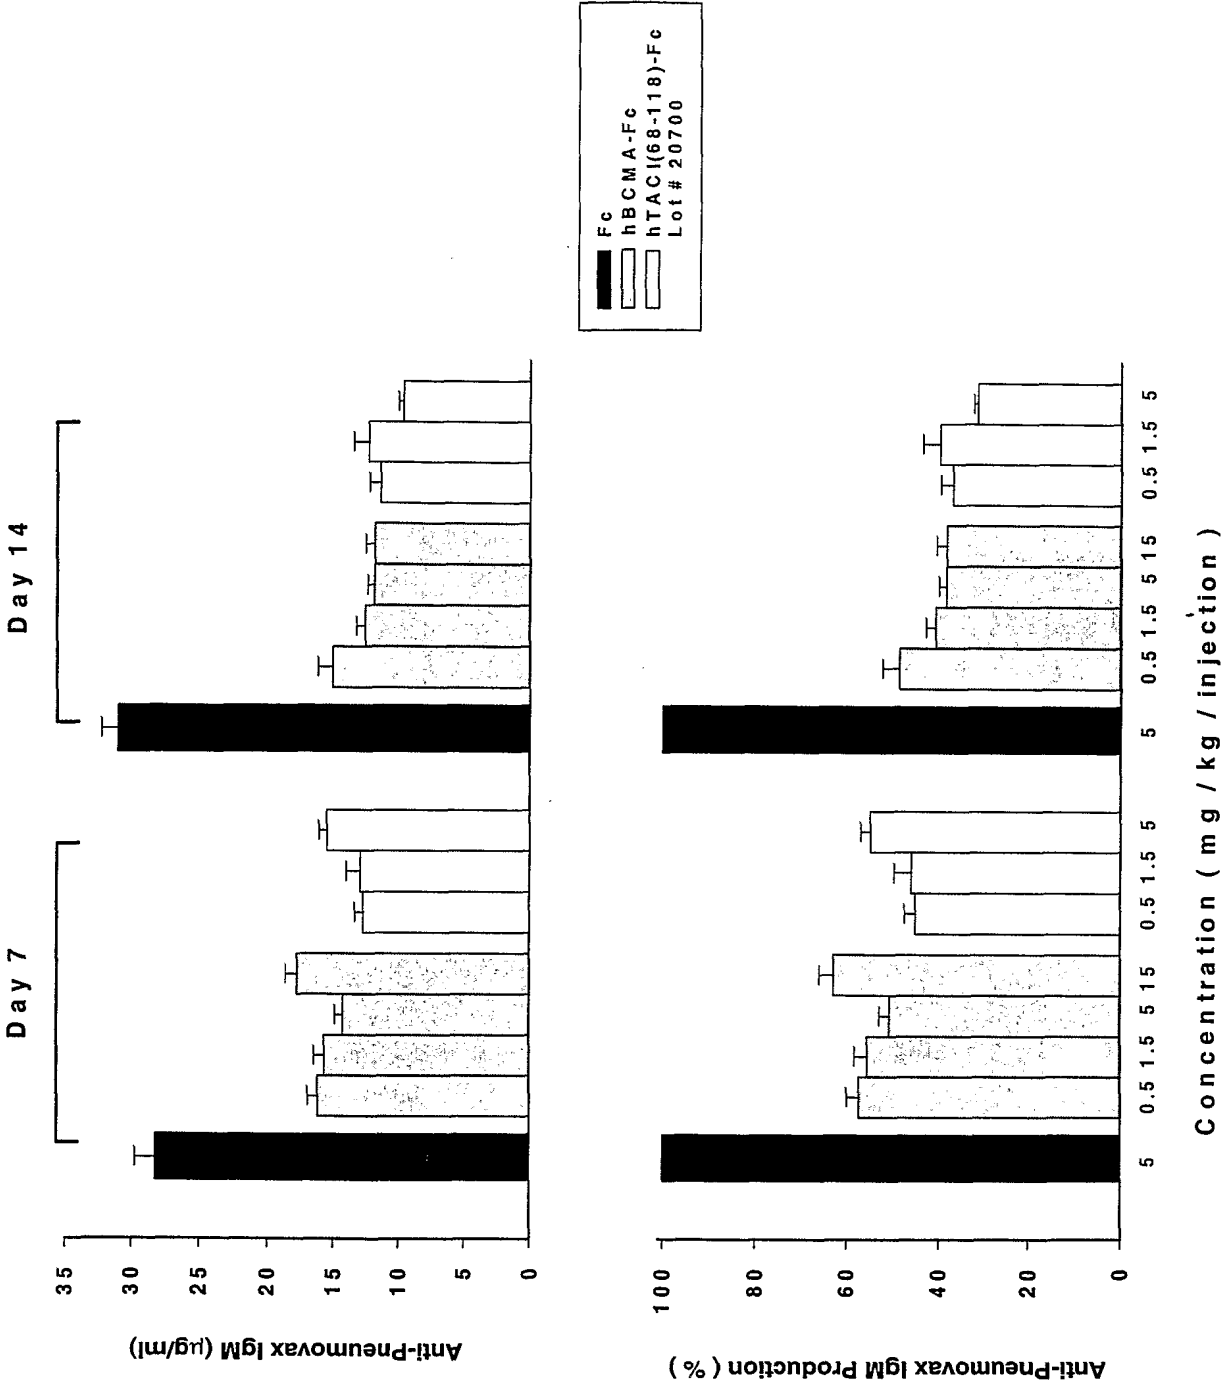 Day 7
Day 14
Anti-Pneumovax IgM (µg/ml)
35
30
25
20
15
10
5
0
Anti-Pneumovax IgM Production ( % )
100
80
60
40
20
0
5 0.5 1.5 5 15 0.5 1.5 5 5 0.5 1.5 5 15 0.5 1.5 5
Concentration ( mg / kg / injection )
Fc
hBCMA-Fc
hTACI(68-118)-Fc
Lot # 20700